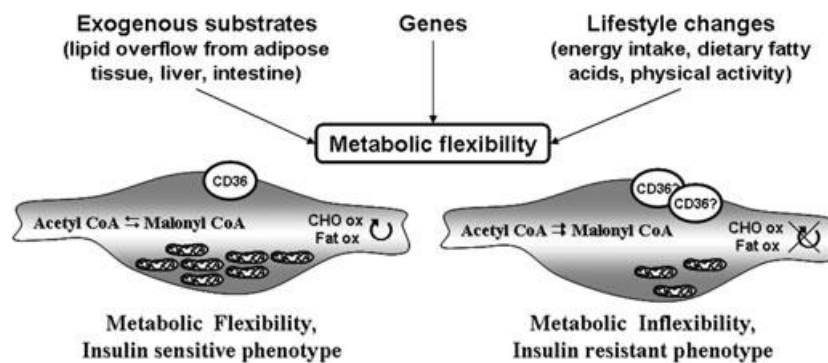 Exogenous substrates
(lipid overflow from adipose
tissue, liver, intestine)
Genes
Lifestyle changes
(energy intake, dietary fatty
acids, physical activity)
Metabolic flexibility
CD36
Acetyl CoA ⇆ Malonyl CoA
CHO ox
Fat ox
Metabolic Flexibility,
Insulin sensitive phenotype
CD36?
CD36?
Acetyl CoA ⇉ Malonyl CoA
CHO ox
Fat ox
Metabolic Inflexibility,
Insulin resistant phenotype